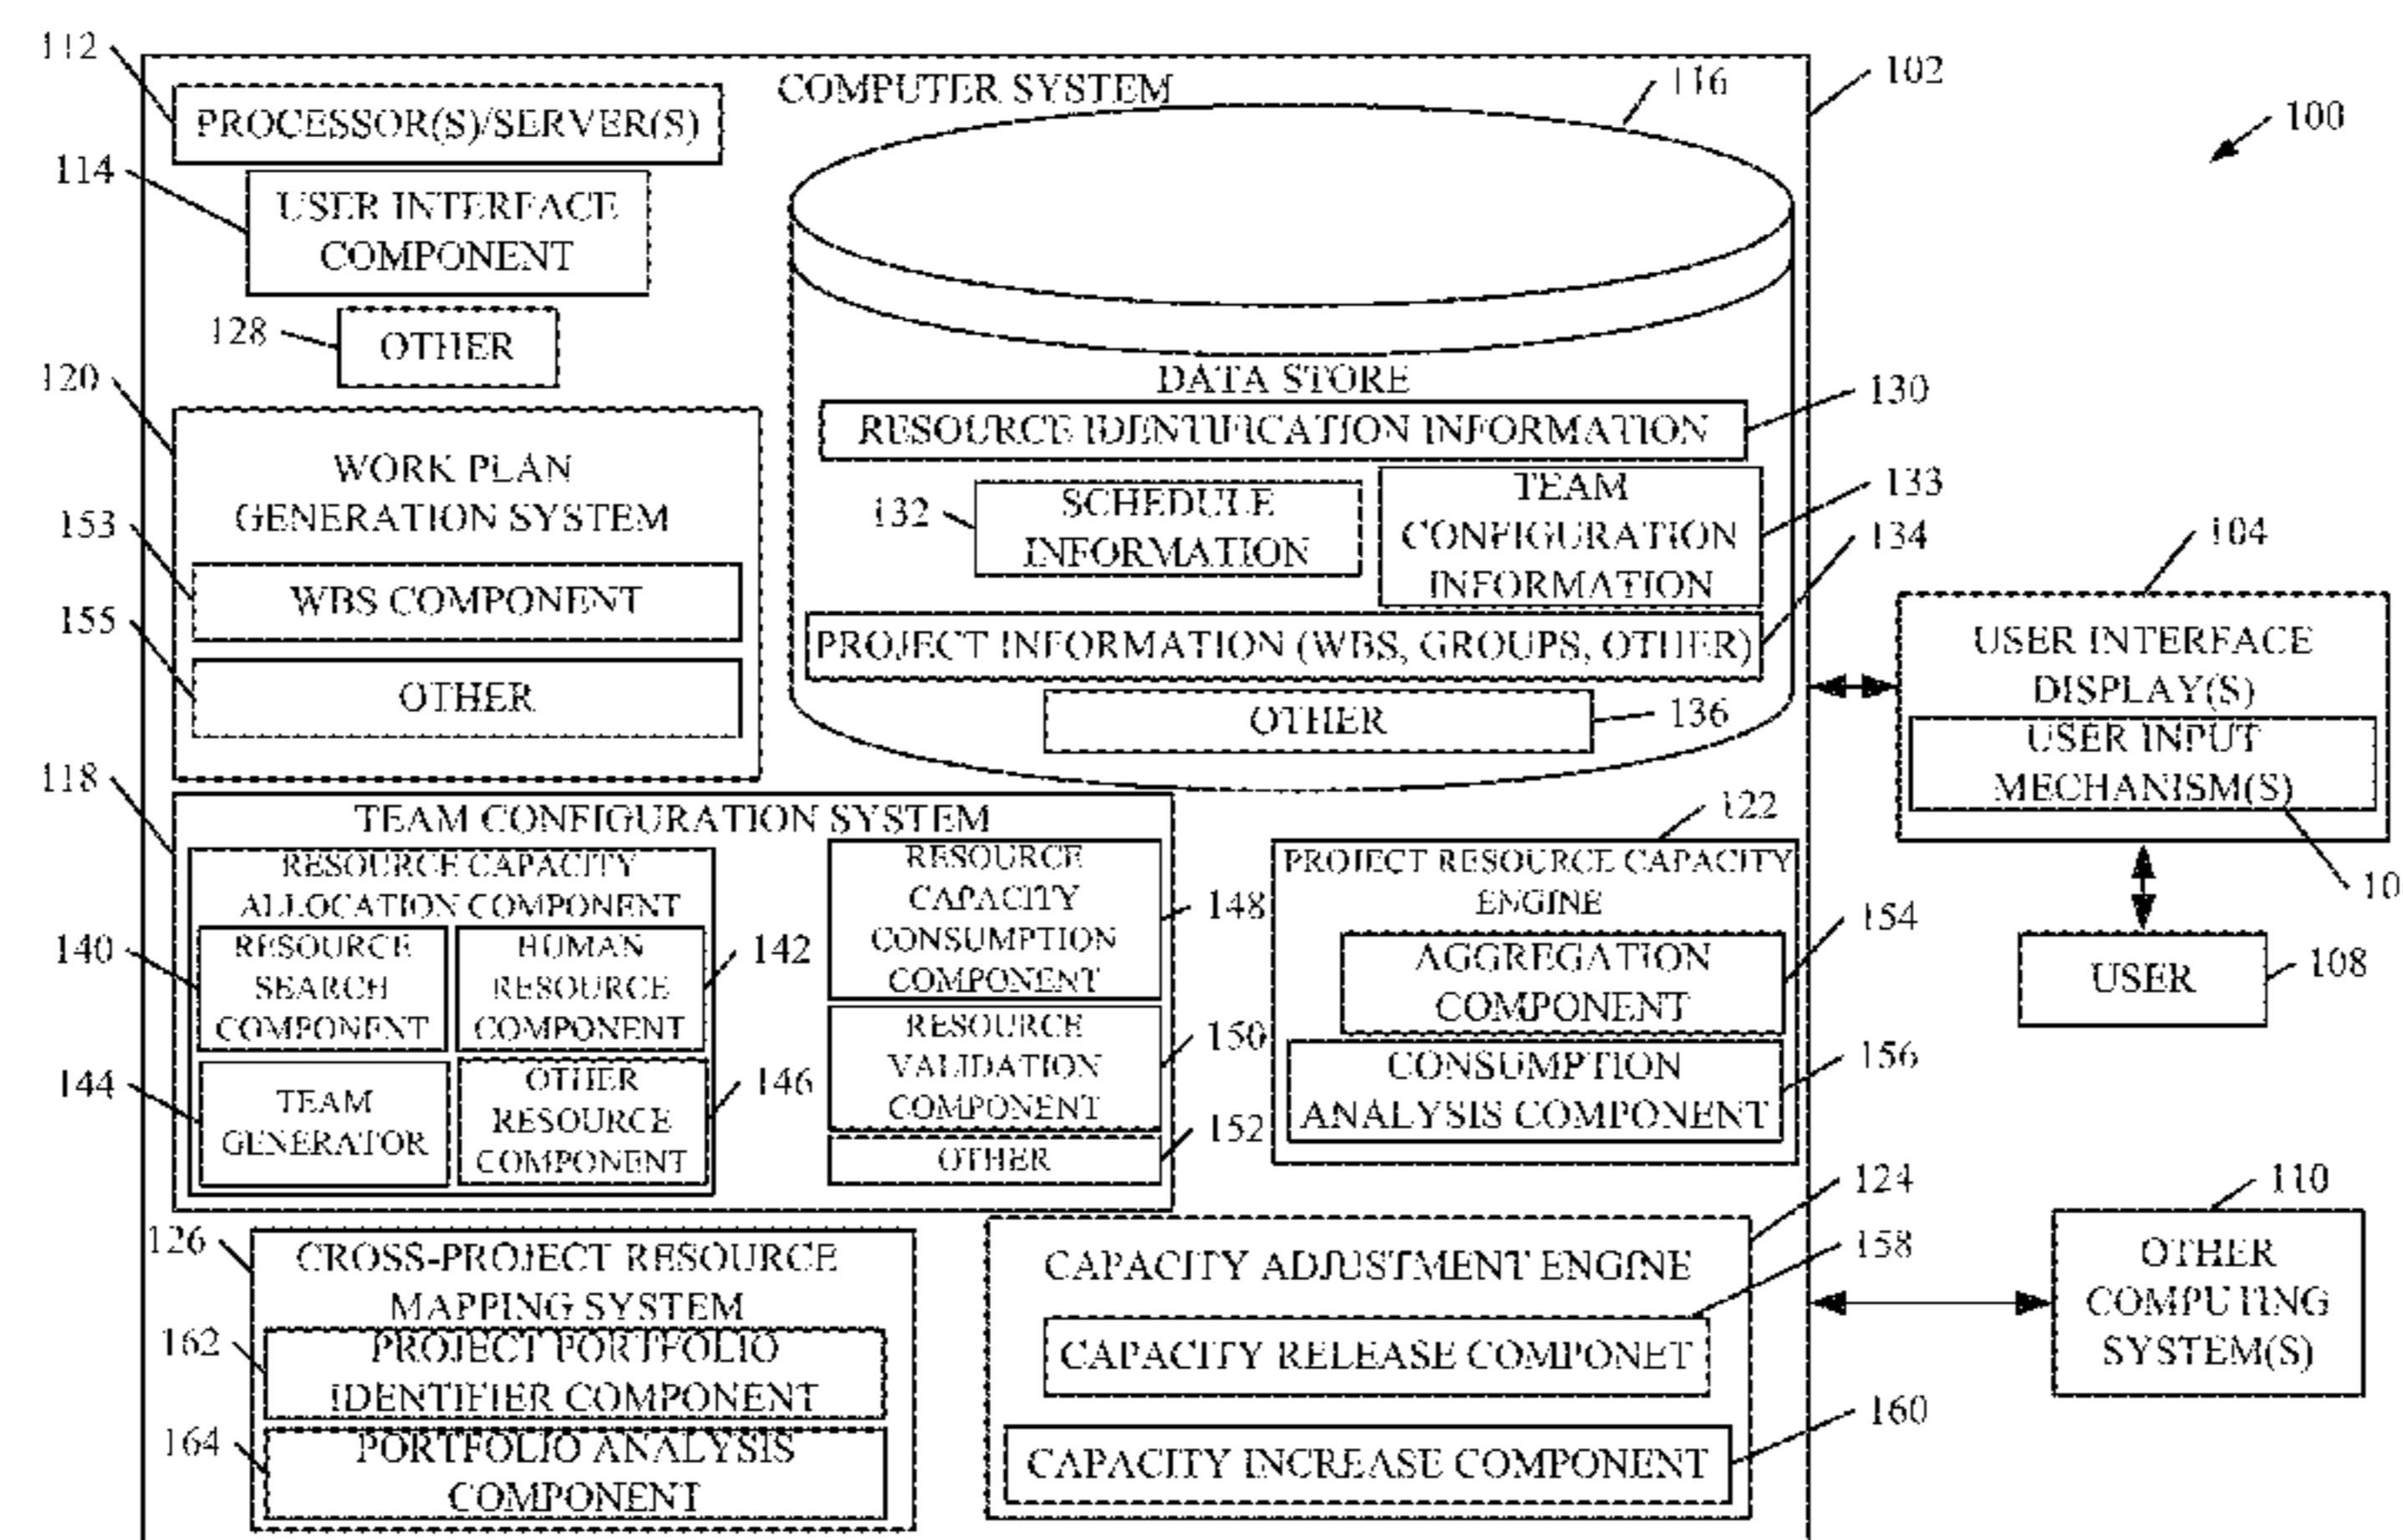 112
COMPUTER SYSTEM
116
102
100
PROCESSOR(S)/SERVER(S)
114
USER INTERFACE
COMPONENT
128
OTHER
120
DATA STORE
130
RESOURCE IDENTIFICATION INFORMATION
WORK PLAN
GENERATION SYSTEM
132
SCHEDULE
INFORMATION
TEAM
CONFIGURATION
INFORMATION
133
134
153
WBS COMPONENT
155
OTHER
PROJECT INFORMATION (WBS, GROUPS, OTHER)
OTHER
136
104
USER INTERFACE
DISPLAY(S)
USER INPUT
MECHANISM(S)
10
118
TEAM CONFIGURATION SYSTEM
RESOURCE CAPACITY
ALLOCATION COMPONENT
140
RESOURCE
SEARCH
COMPONENT
HUMAN
RESOURCE
COMPONENT
142
144
TEAM
GENERATOR
OTHER
RESOURCE
COMPONENT
146
RESOURCE
CAPACITY
CONSUMPTION
COMPONENT
148
RESOURCE
VALIDATION
COMPONENT
150
OTHER
152
122
PROJECT RESOURCE CAPACITY
ENGINE
AGGREGATION
COMPONENT
154
CONSUMPTION
ANALYSIS COMPONENT
156
USER
108
126
CROSS-PROJECT RESOURCE
MAPPING SYSTEM
162
PROJECT PORTFOLIO
IDENTIFIER COMPONENT
164
PORTFOLIO ANALYSIS
COMPONENT
124
CAPACITY ADJUSTMENT ENGINE
158
CAPACITY RELEASE COMPONET
160
CAPACITY INCREASE COMPONENT
110
OTHER
COMPUTING
SYSTEM(S)